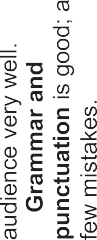 audience very well.
Grammar and
punctuation is good; a
few mistakes.